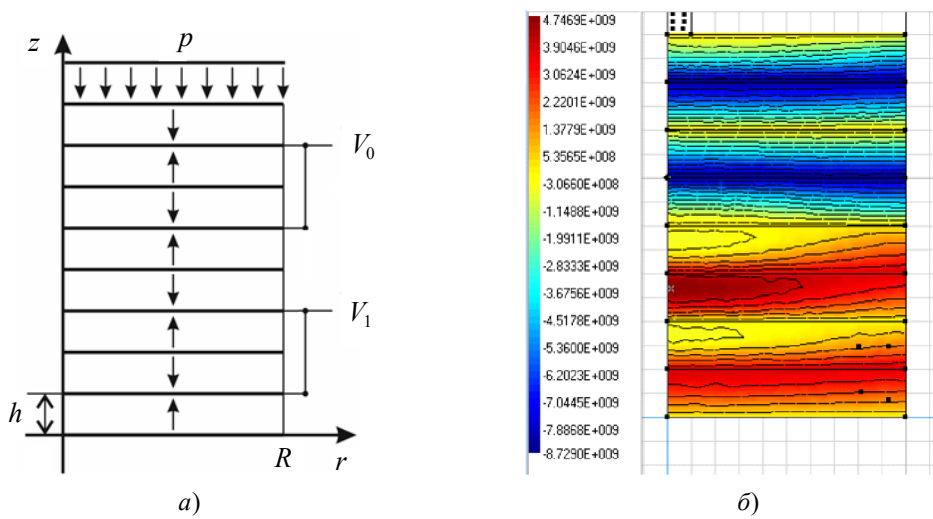 z
p
V₀
V₁
h
R
r
а)
4.7469E+009
3.9046E+009
3.0624E+009
2.2201E+009
1.3779E+009
5.3565E+008
-3.0660E+008
-1.1488E+009
-1.9911E+009
-2.8333E+009
-3.6756E+009
-4.5178E+009
-5.3600E+009
-6.2023E+009
-7.0445E+009
-7.8868E+009
-8.7290E+009
б)